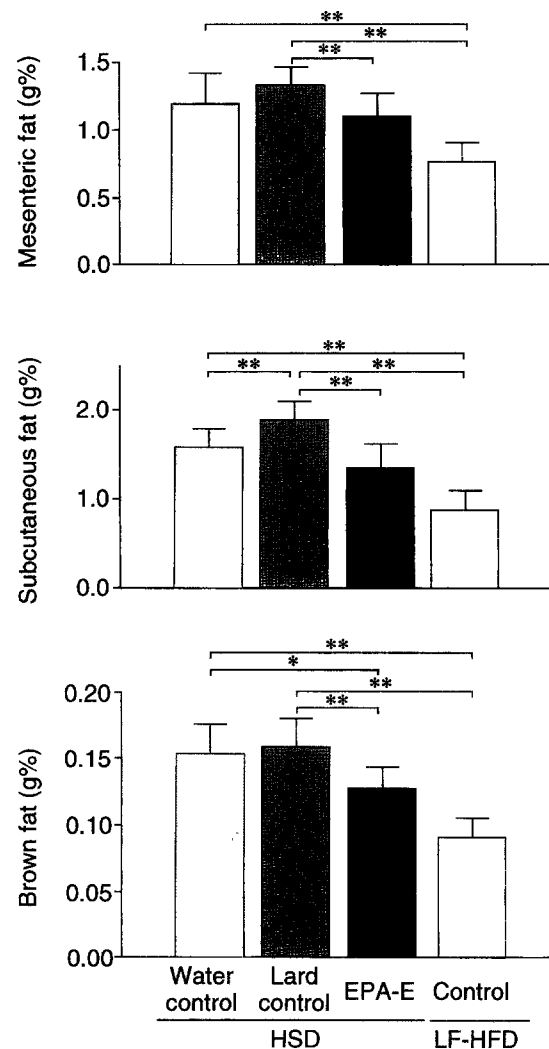 **
**
**
1.5
1.0
0.5
0.0
Mesenteric fat (g%)
**
**
**
**
2.0
1.0
0.0
Subcutaneous fat (g%)
**
*
**
**
0.20
0.15
0.10
0.05
0.00
Brown fat (g%)
Water control
Lard control
EPA-E
Control
HSD
LF-HFD